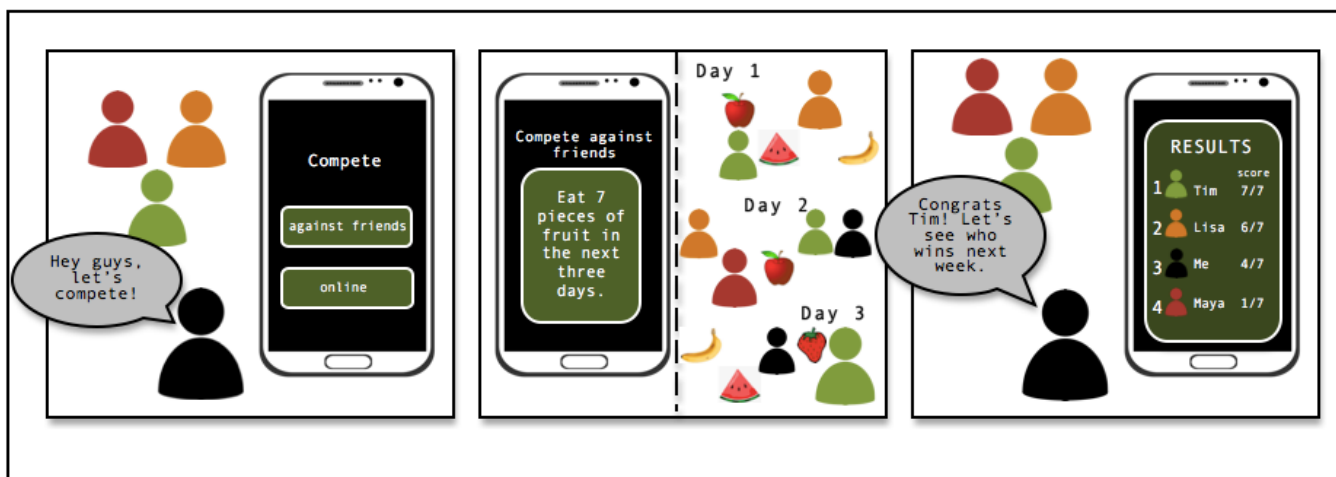 Hey guys,
let's
compete!
Compete
against friends
online
Compete against
friends
Eat 7
pieces of
fruit in
the next
three
days.
Day 1
Day 2
Day 3
Congrats
Tim! Let's
see who
wins next
week.
RESULTS
score
1 Tim 7/7
2 Lisa 6/7
3 Me 4/7
4 Maya 1/7